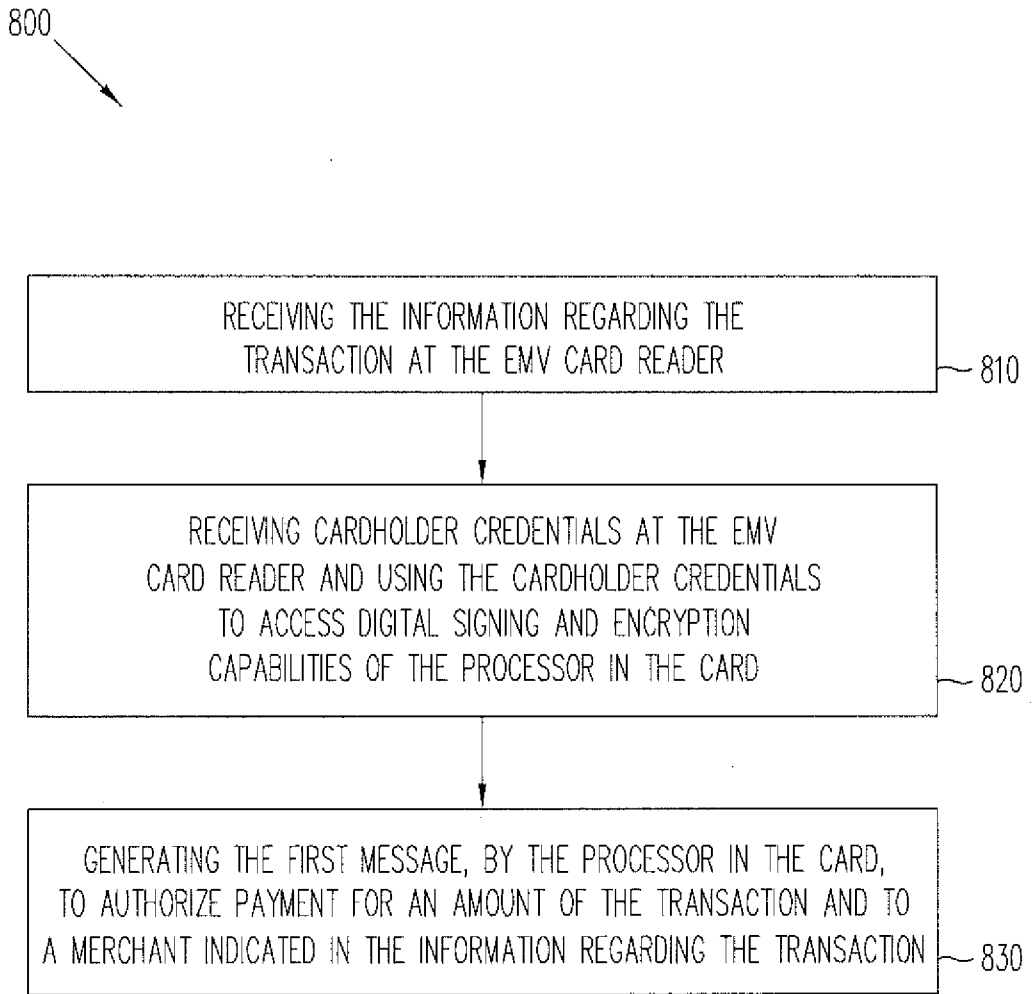 800
RECEIVING THE INFORMATION REGARDING THE
TRANSACTION AT THE EMV CARD READER
810
RECEIVING CARDHOLDER CREDENTIALS AT THE EMV
CARD READER AND USING THE CARDHOLDER CREDENTIALS
TO ACCESS DIGITAL SIGNING AND ENCRYPTION
CAPABILITIES OF THE PROCESSOR IN THE CARD
820
GENERATING THE FIRST MESSAGE, BY THE PROCESSOR IN THE CARD,
TO AUTHORIZE PAYMENT FOR AN AMOUNT OF THE TRANSACTION AND TO
A MERCHANT INDICATED IN THE INFORMATION REGARDING THE TRANSACTION
830